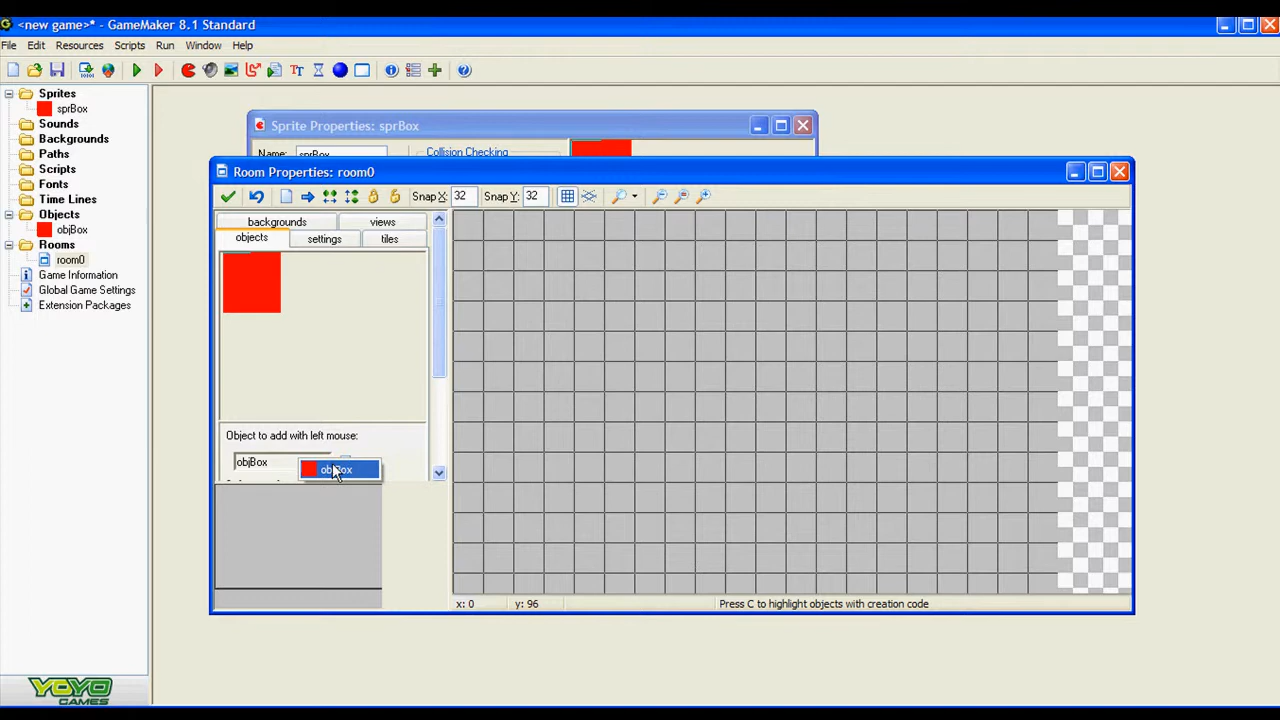 <new game>* - GameMaker 8.1 Standard
File Edit Resources Scripts Run Window Help
Sprites
sprBox
Sounds
Backgrounds
Paths
Scripts
Fonts
Time Lines
Objects
objBox
Rooms
room0
Game Information
Global Game Settings
Extension Packages
Sprite Properties: sprBox
Name: sprBox
Collision Checking
Room Properties: room0
Snap X: 32 Snap Y: 32
backgrounds views
objects settings tiles
Object to add with left mouse:
objBox
objBox
x: 0 y: 96 Press C to highlight objects with creation code
YOYO
GAMES